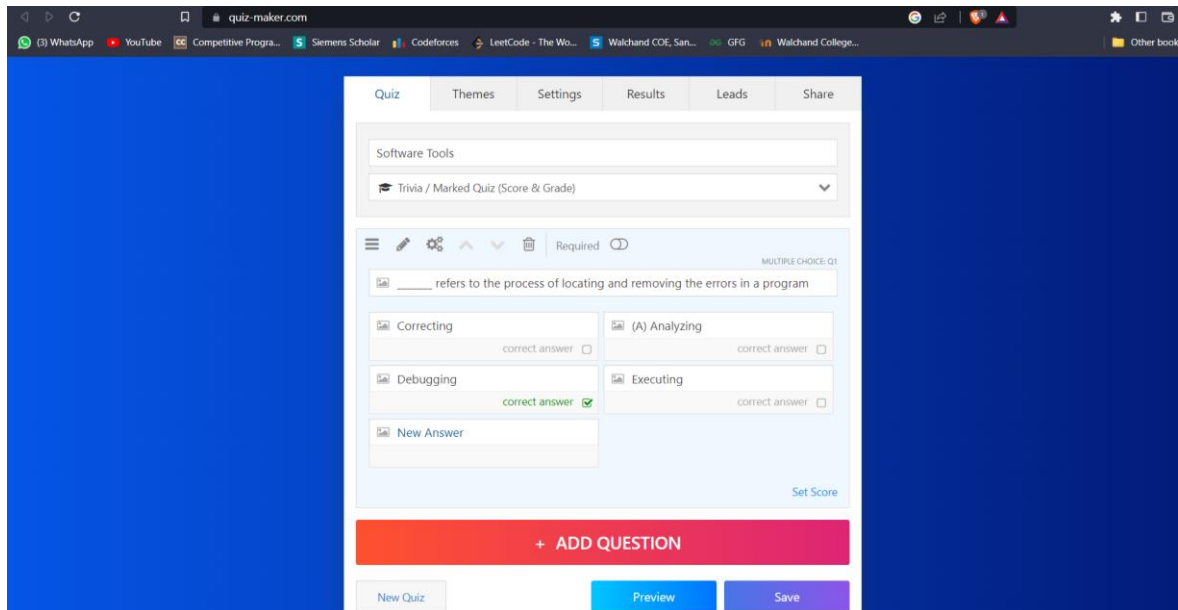 quiz-maker.com
(3) WhatsApp YouTube CC Competitive Progra... S Siemens Scholar Codeforces LeetCode - The Wo... S Walchand COE, San... GFG Walchand College... Other book
Quiz Themes Settings Results Leads Share
Software Tools
Trivia / Marked Quiz (Score & Grade)
Required
MULTIPLE CHOICE: Q1
______ refers to the process of locating and removing the errors in a program
Correcting (A) Analyzing
correct answer correct answer
Debugging Executing
correct answer correct answer
New Answer
Set Score
+ ADD QUESTION
New Quiz Preview Save